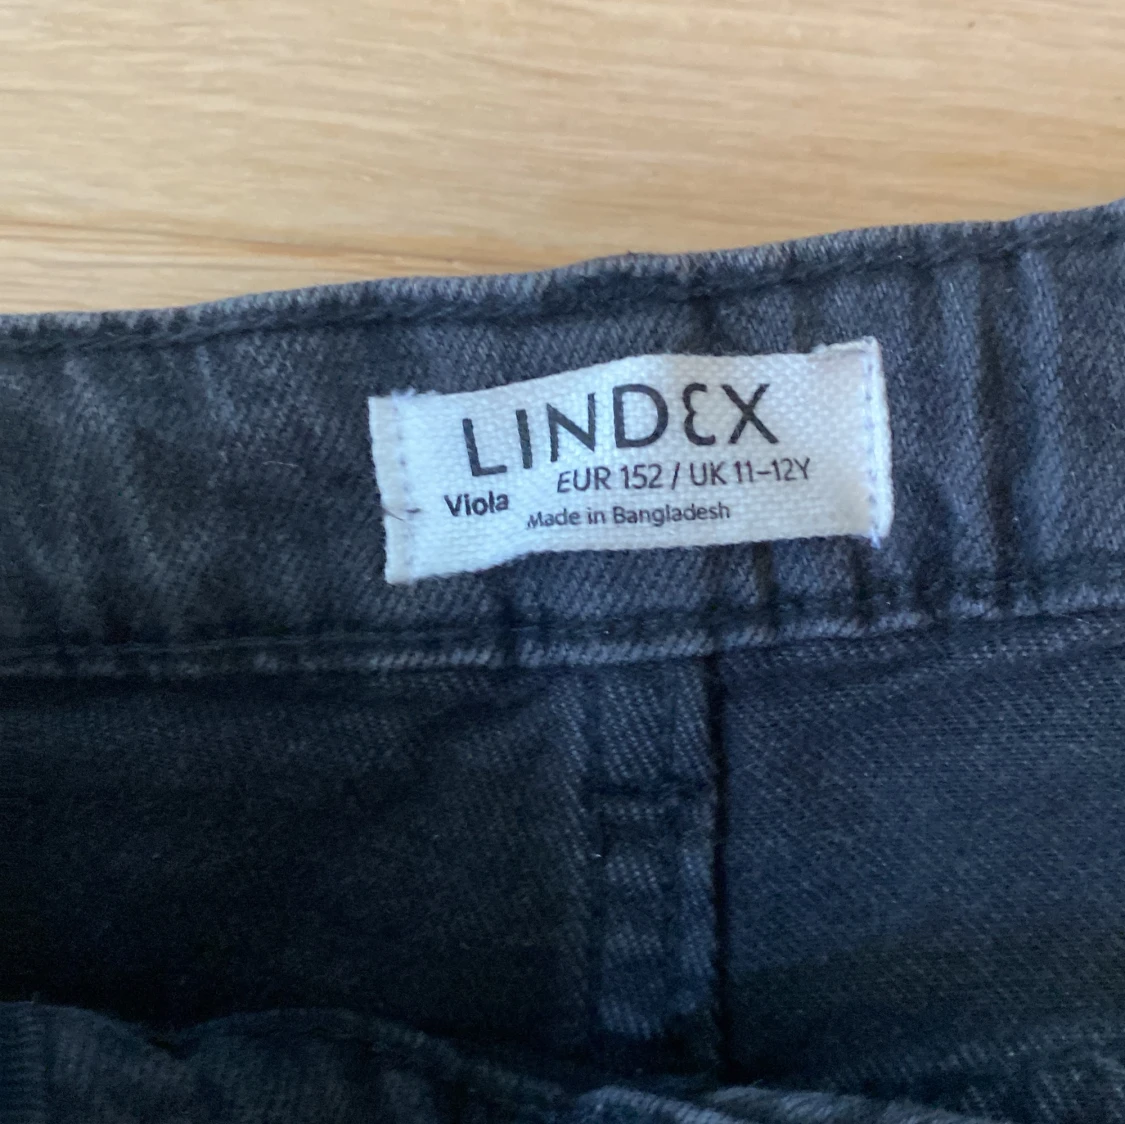 LINDEX
EUR 152 / UK 11-12Y
Viola
Made in Bangladesh